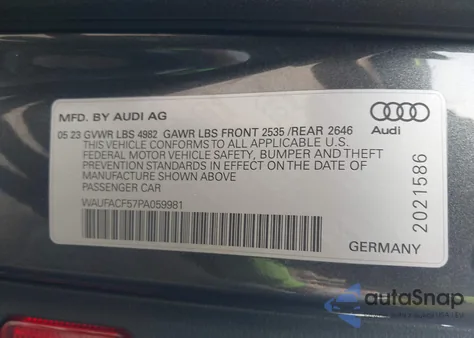 MFD. BY AUDI AG
05 23 GVWR LBS 4982 GAWR LBS FRONT 2535 /REAR 2646
THIS VEHICLE CONFORMS TO ALL APPLICABLE U.S.
FEDERAL MOTOR VEHICLE SAFETY, BUMPER AND THEFT
PREVENTION STANDARDS IN EFFECT ON THE DATE OF
MANUFACTURE SHOWN ABOVE
PASSENGER CAR
WAUFACF57PA059981
Audi
2021586
GERMANY
autoSnap